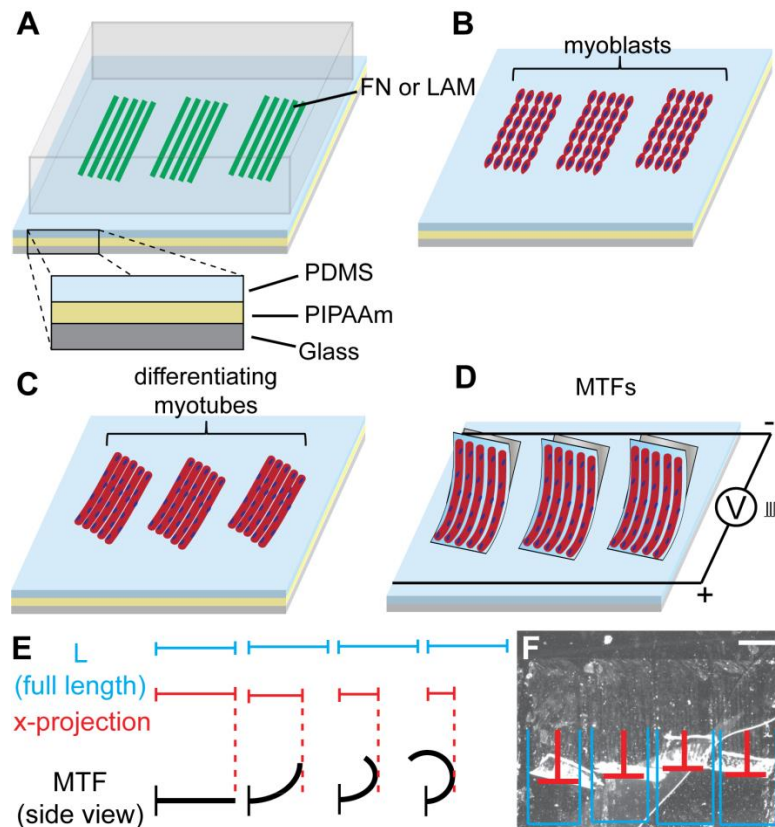 A
FN or LAM
PDMS
PIPAAm
Glass
B
myoblasts
C
differentiating
myotubes
D
MTFs
-
V
+
E
L
(full length)
x-projection
MTF
(side view)
F